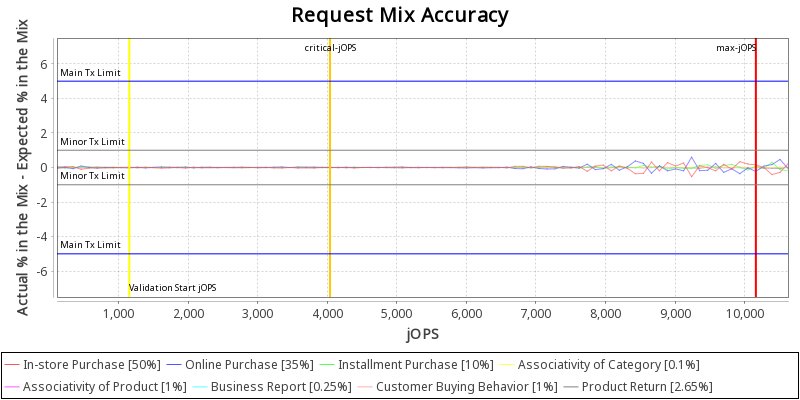 Request Mix Accuracy
Actual % in the Mix - Expected % in the Mix
critical-jOPS
max-jOPS
6
Main Tx Limit
4
2
Minor Tx Limit
0
Minor Tx Limit
-2
-4
Main Tx Limit
-6
Validation Start jOPS
1,000 2,000 3,000 4,000 5,000 6,000 7,000 8,000 9,000 10,000
jOPS
In-store Purchase [50%] Online Purchase [35%] Installment Purchase [10%] Associativity of Category [0.1%]
Associativity of Product [1%] Business Report [0.25%] Customer Buying Behavior [1%] Product Return [2.65%]